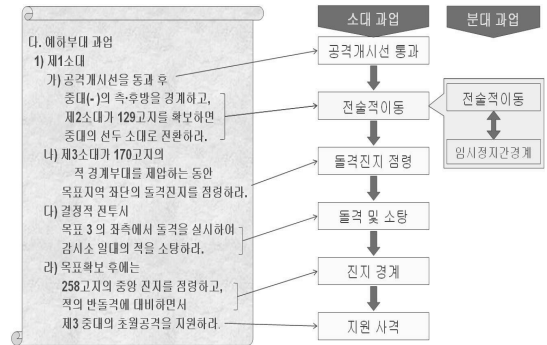 다. 예하부대 과업
1) 제1소대
가) 공격개시선을 통과 후
중대(-)의 측·후방을 경계하고,
제2소대가 129고지를 확보하면
중대의 선두 소대로 전환하라.
나) 제3소대가 170고지의
적 경계부대를 제압하는 동안
목표지역 좌단의 돌격진지를 점령하라.
다) 결정적 전투시
목표 3의 좌측에서 돌격을 실시하여
감시소 일대의 적을 소탕하라.
라) 목표확보 후에는
258고지의 중앙 진지를 점령하고,
적의 반돌격에 대비하면서
제3 중대의 초월공격을 지원하라.
소대 과업
공격개시선 통과
전술적이동
돌격진지 점령
돌격 및 소탕
진지 경계
지원 사격
분대 과업
전술적이동
임시정지간경계